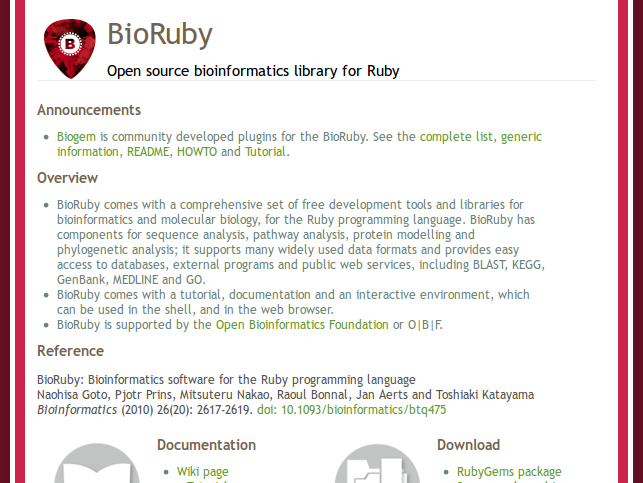 BioRuby
Open source bioinformatics library for Ruby
Announcements
Biogem is community developed plugins for the BioRuby. See the complete list, generic
information, README, HOWTO and Tutorial.
Overview
BioRuby comes with a comprehensive set of free development tools and libraries for
bioinformatics and molecular biology, for the Ruby programming language. BioRuby has
components for sequence analysis, pathway analysis, protein modelling and
phylogenetic analysis; it supports many widely used data formats and provides easy
access to databases, external programs and public web services, including BLAST, KEGG,
GenBank, MEDLINE and GO.
BioRuby comes with a tutorial, documentation and an interactive environment, which
can be used in the shell, and in the web browser.
BioRuby is supported by the Open Bioinformatics Foundation or O|B|F.
Reference
BioRuby: Bioinformatics software for the Ruby programming language
Naohisa Goto, Pjotr Prins, Mitsuteru Nakao, Raoul Bonnal, Jan Aerts and Toshiaki Katayama
Bioinformatics (2010) 26(20): 2617-2619. doi: 10.1093/bioinformatics/btq475
Documentation
Wiki page
Download
RubyGems package